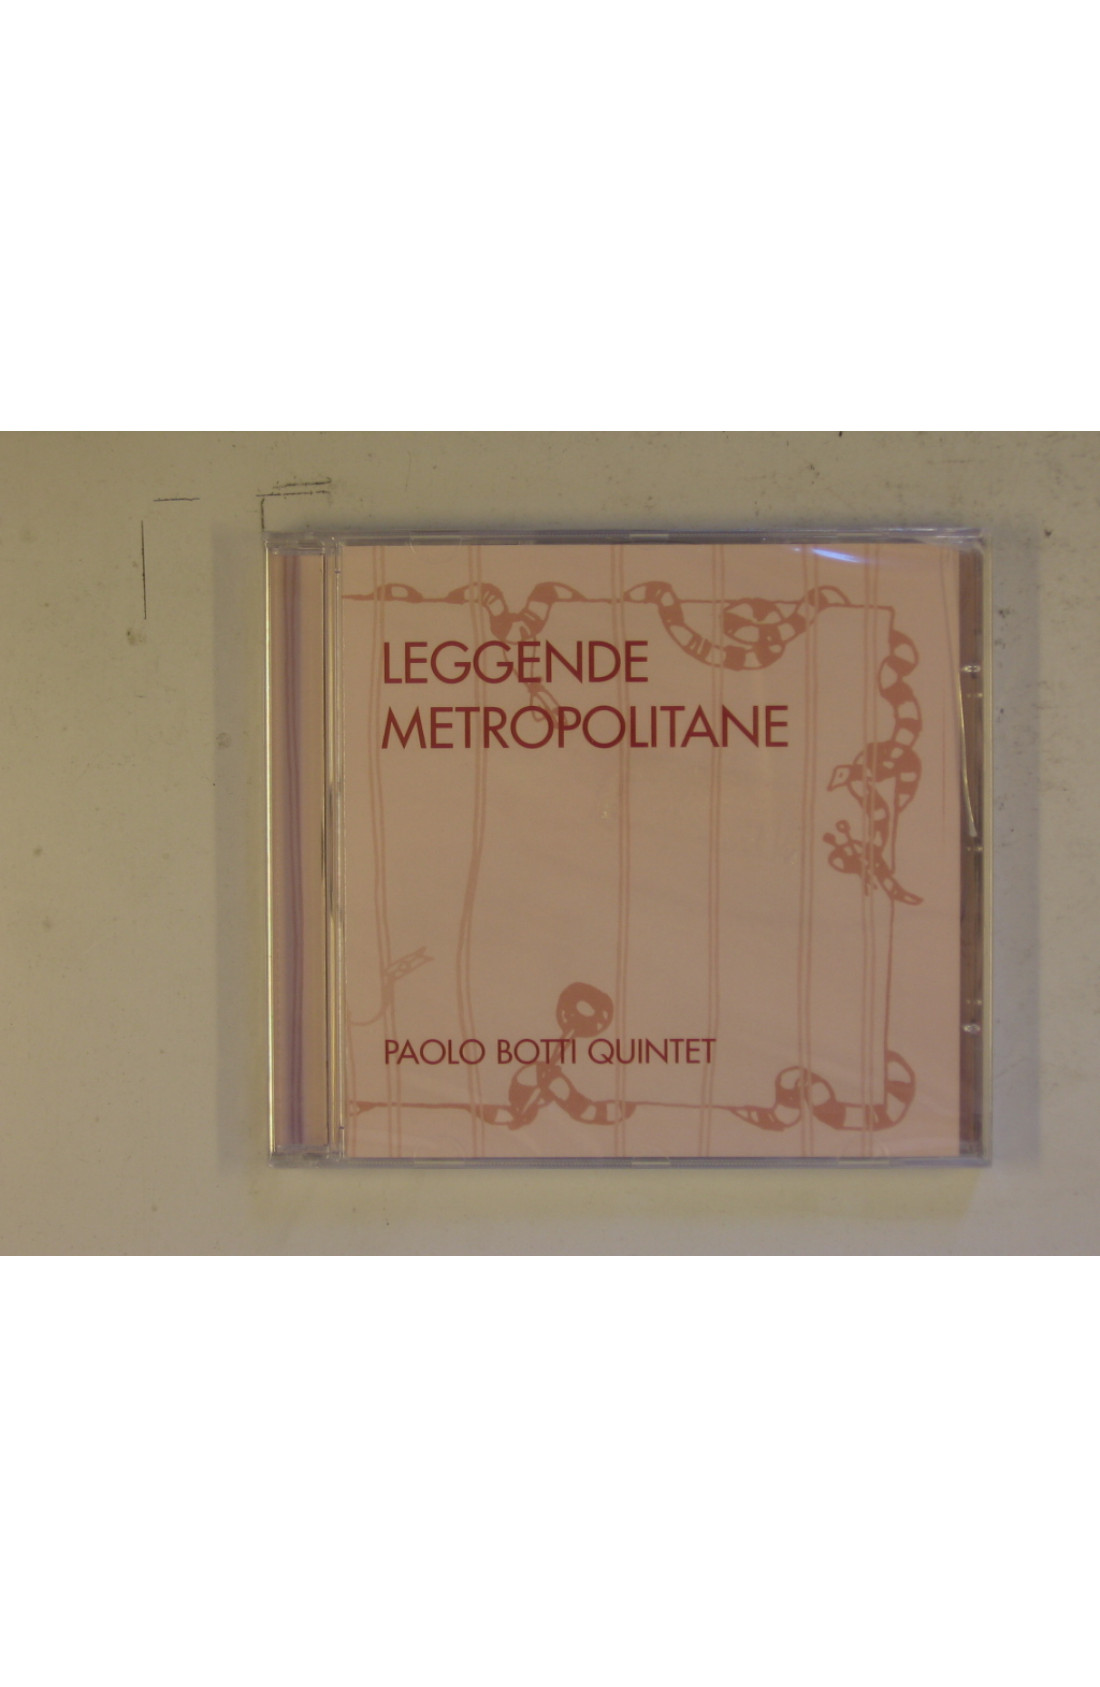 LEGGENDE
METROPOLITANE
PAOLO BOTTI QUINTET